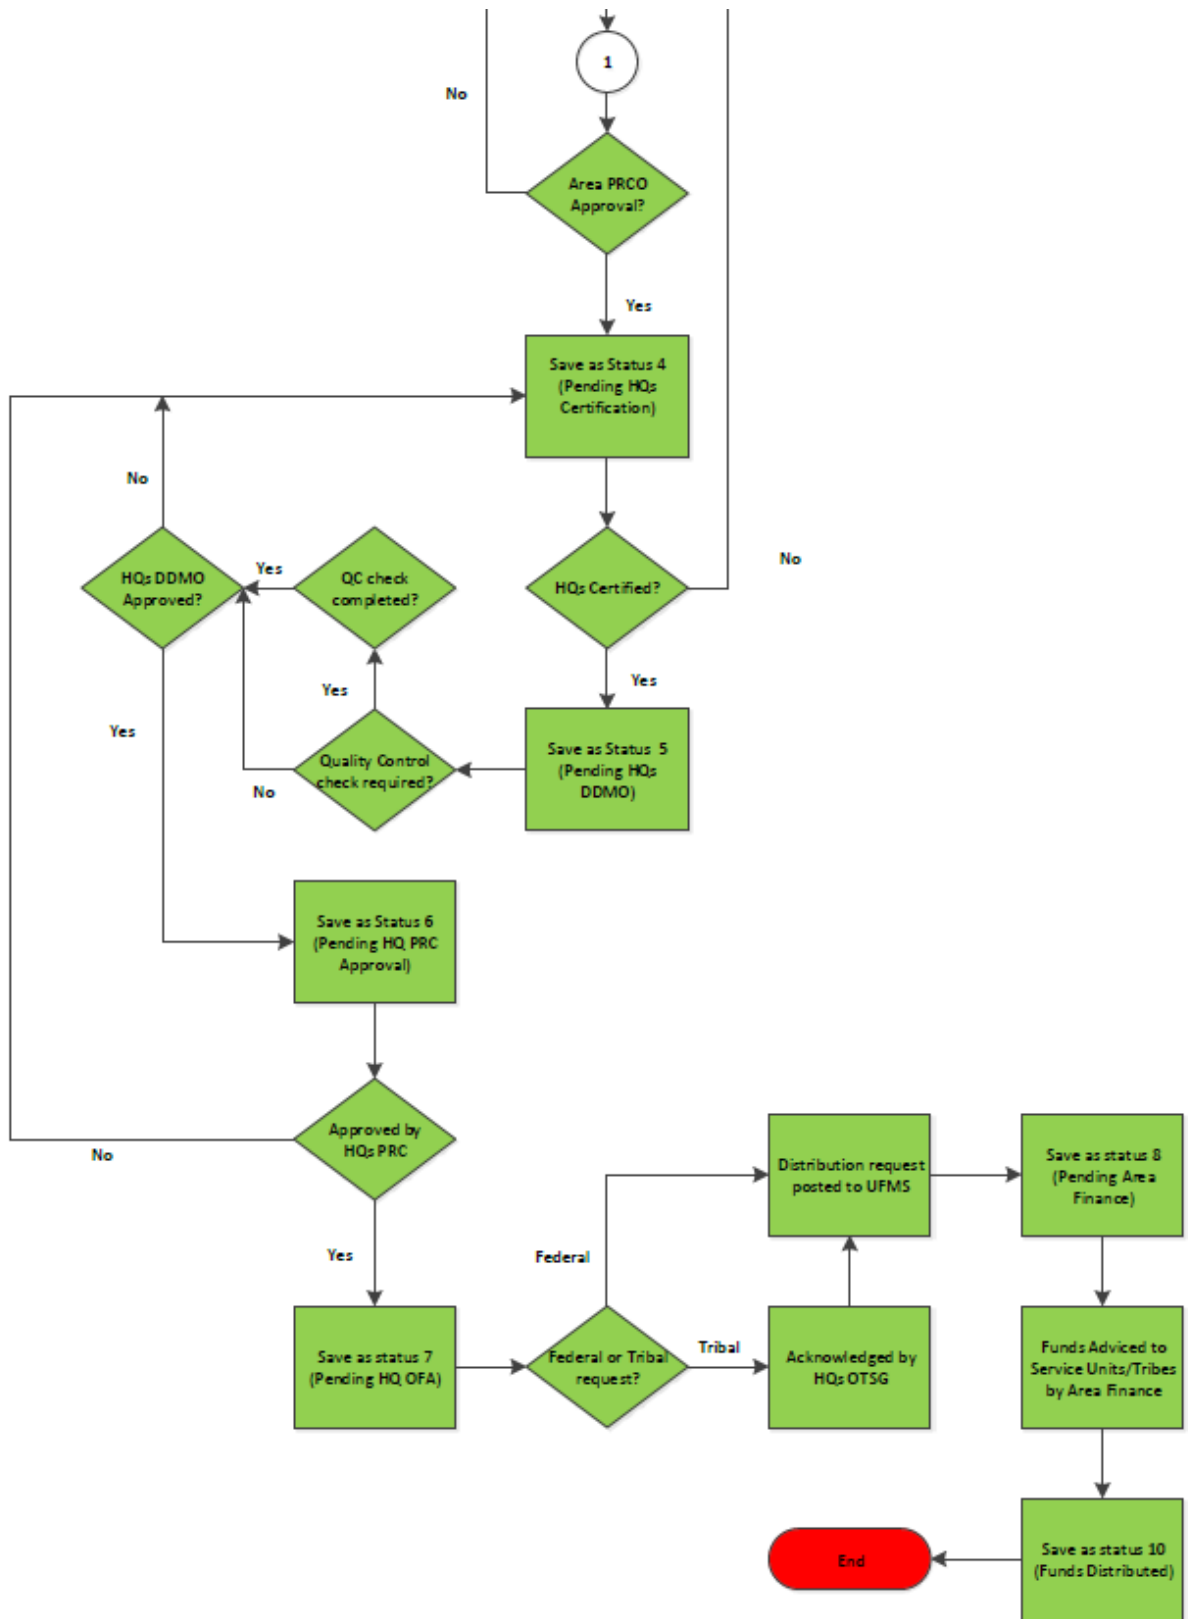 1
No
Area PRCO
Approval?
Yes
Save as Status 4
(Pending HQs
Certification)
No
HQs DDMO
Approved?
Yes
QC check
completed?
HQs Certified?
No
Yes
Yes
Yes
Quality Control
check required?
No
Save as Status 5
(Pending HQs
DDMO)
Save as Status 6
(Pending HQ PRC
Approval)
Approved by
HQs PRC
No
Yes
Distribution request
posted to UFMS
Save as status 8
(Pending Area
Finance)
Federal
Save as status 7
(Pending HQ OFA)
Federal or Tribal
request?
Tribal
Acknowledged by
HQs OTSG
Funds Adviced to
Service Units/Tribes
by Area Finance
End
Save as status 10
(Funds Distributed)